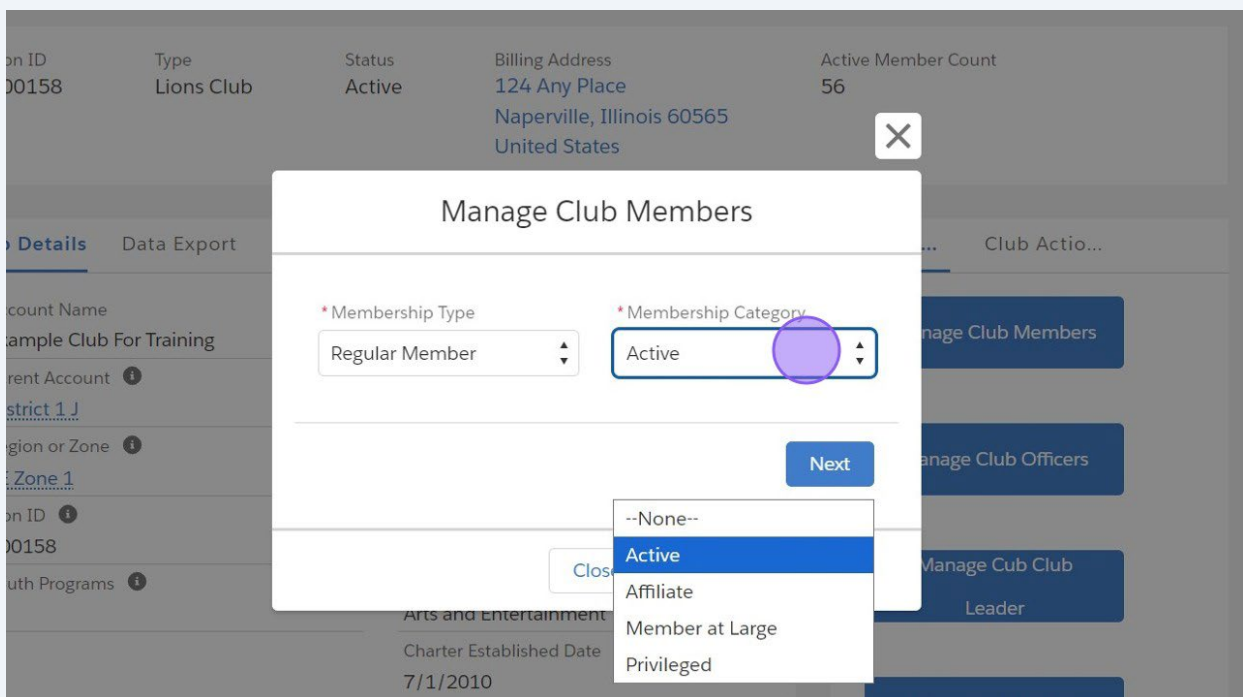 on ID
00158
Type
Lions Club
Status
Active
Billing Address
124 Any Place
Naperville, Illinois 60565
United States
Active Member Count
56
Details
Data Export
...
Club Actio...
Manage Club Members
* Membership Type
Regular Member
* Membership Category
Active
Next
--None--
Active
Affiliate
Member at Large
Privileged
Clos
count Name
ample Club For Training
rent Account
strict 1 J
egion or Zone
Zone 1
on ID
00158
uth Programs
Arts and Entertainment
Charter Established Date
7/1/2010
nage Club Members
anage Club Officers
Manage Cub Club
Leader